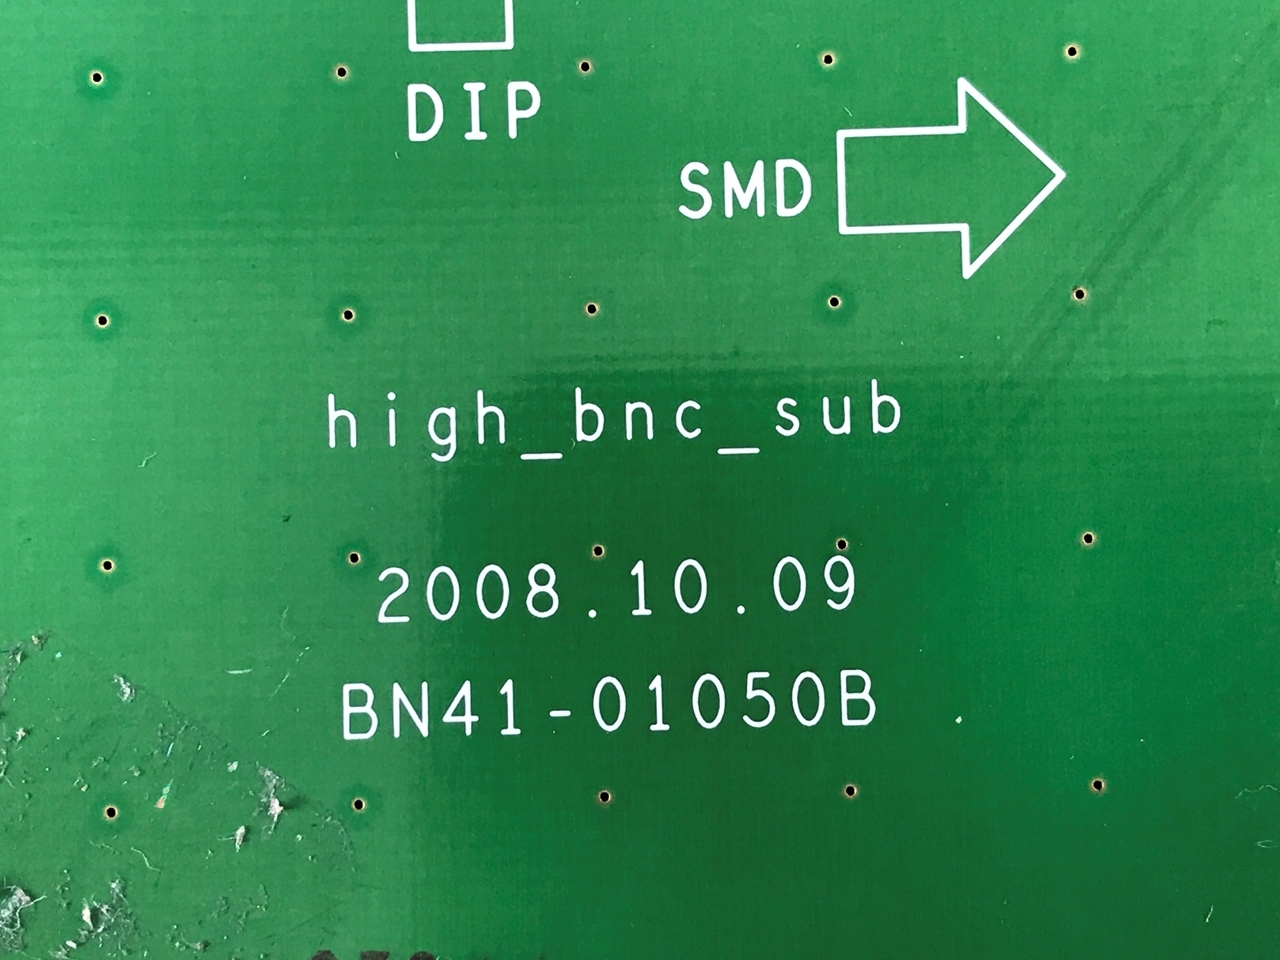 DIP
SMD
high_bnc_sub
2008.10.09
BN41-01050B